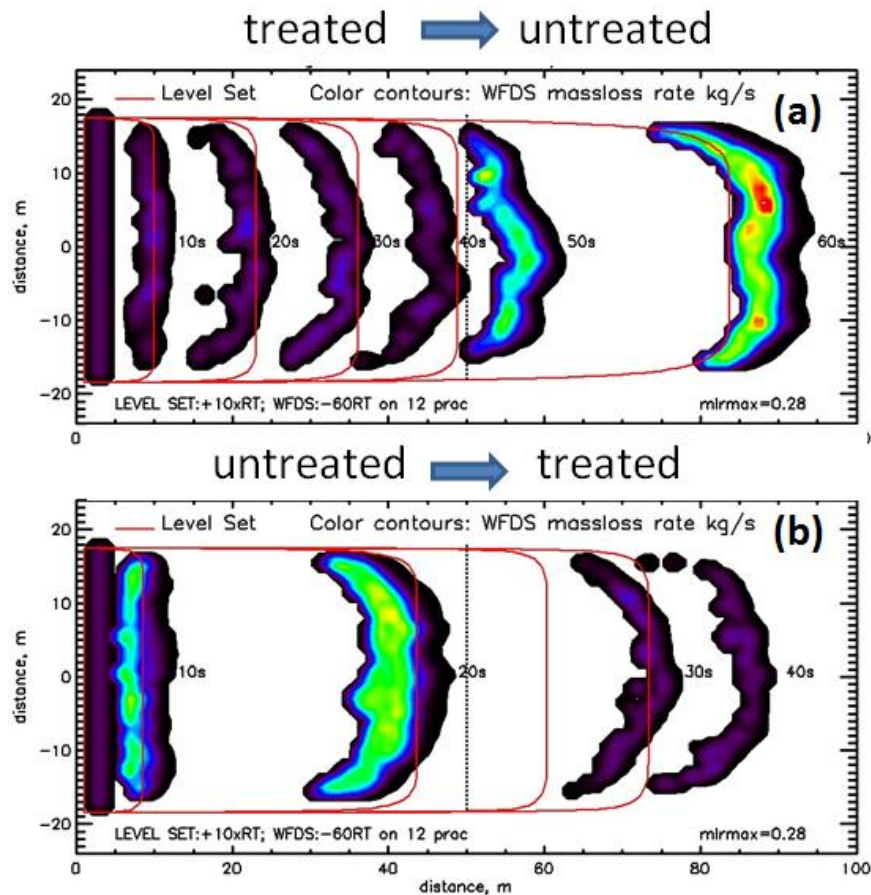 treated untreated
Level Set Color contours: WFDS massloss rate kg/s (a)
20
10
0
-10
-20
distance, m
10s 20s 30s 40s 50s 60s
LEVEL SET:+10xRT; WFDS:-60RT on 12 proc mlrmax=0.28
0
untreated treated
Level Set Color contours: WFDS massloss rate kg/s (b)
20
10
0
-10
-20
distance, m
10s 20s 30s 40s
LEVEL SET:+10xRT; WFDS:-60RT on 12 proc mlrmax=0.28
0 20 40 60 80 100
distance, m